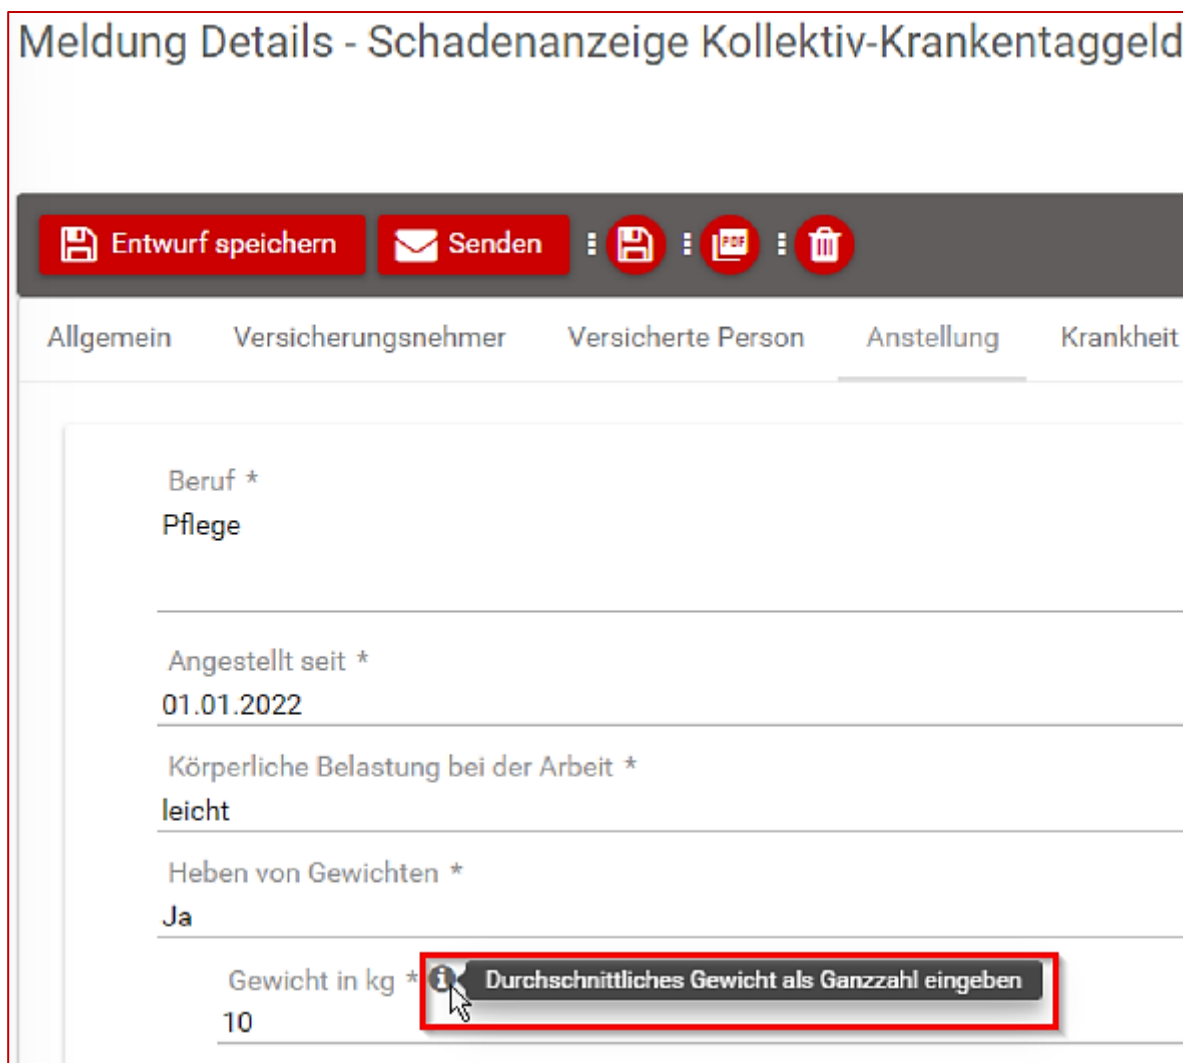 Meldung Details - Schadenanzeige Kollektiv-Krankentaggeld
Entwurf speichern Senden PDF
Allgemein Versicherungsnehmer Versicherte Person Anstellung Krankheit
Beruf *
Pflege
Angestellt seit *
01.01.2022
Körperliche Belastung bei der Arbeit *
leicht
Heben von Gewichten *
Ja
Gewicht in kg * Durchschnittliches Gewicht als Ganzzahl eingeben
10